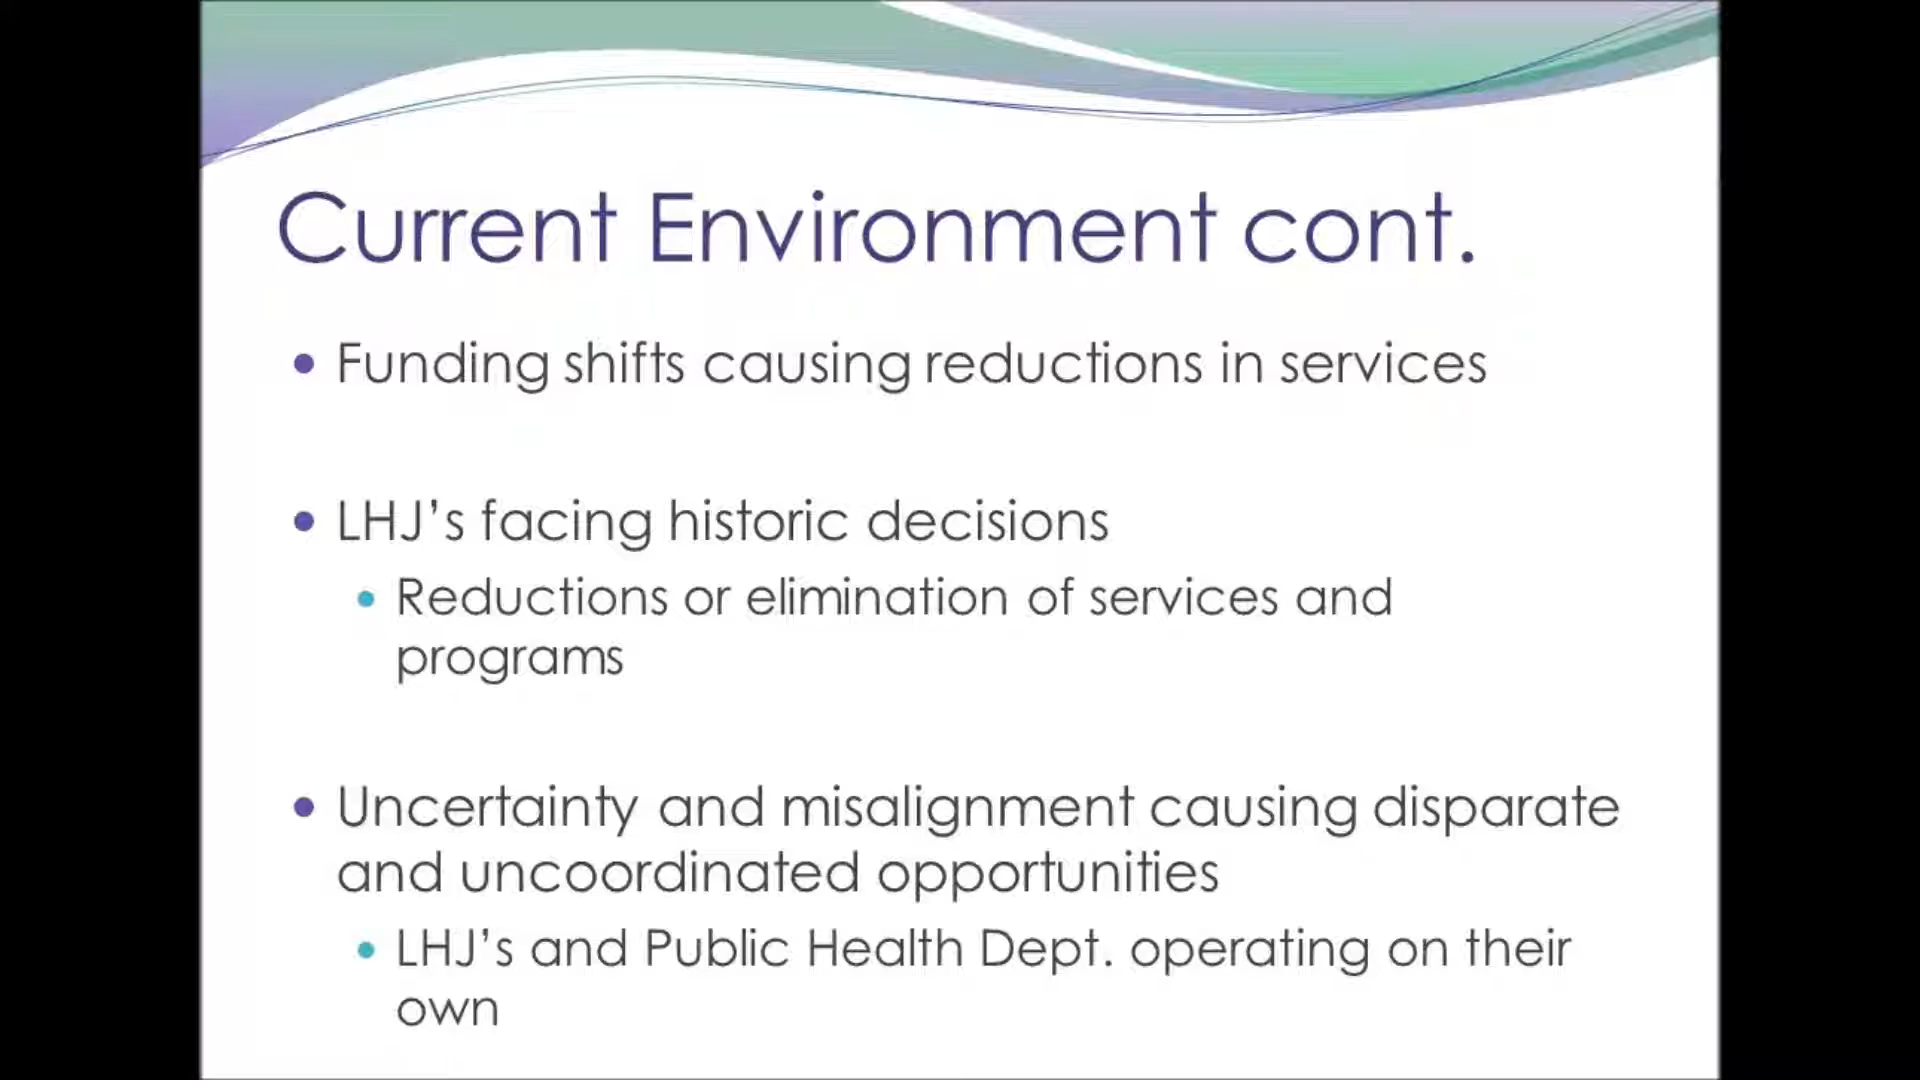 Current Environment cont.
• Funding shifts causing reductions in services
• LHJ’s facing historic decisions
• Reductions or elimination of services and
programs
• Uncertainty and misalignment causing disparate
and uncoordinated opportunities
• LHJ’s and Public Health Dept. operating on their
own